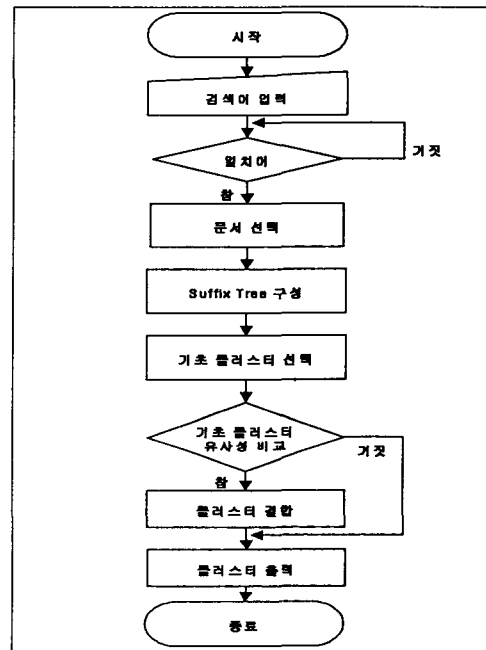 시작
검색어 입력
일치어
거짓
참
문서 선택
Suffix Tree 구성
기초 클러스터 선택
기초 클러스터
유사성 비교
거짓
참
클러스터 결합
클러스터 출력
종료